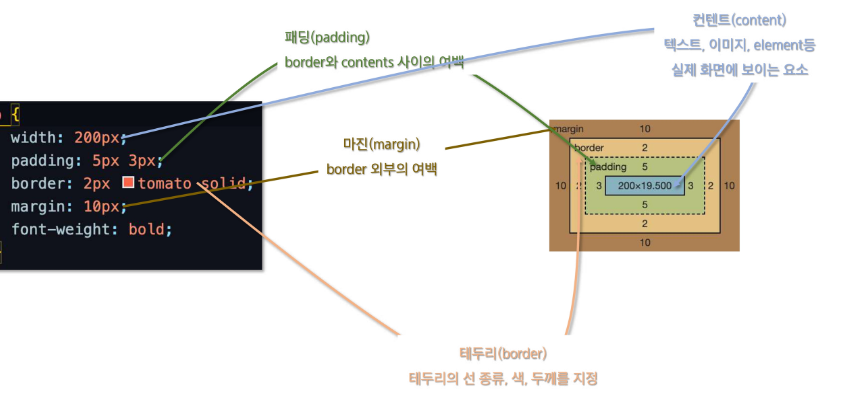 패딩(padding)
border와 contents 사이의 여백
컨텐트(content)
텍스트, 이미지, element등
실제 화면에 보이는 요소
{
width: 200px;
padding: 5px 3px;
border: 2px tomato solid;
margin: 10px;
font-weight: bold;
}
마진(margin)
border 외부의 여백
margin 10
border 2
padding 5
10 2 3 200×19.500 3 2 10
5
2
10
테두리(border)
테두리의 선 종류, 색, 두께를 지정